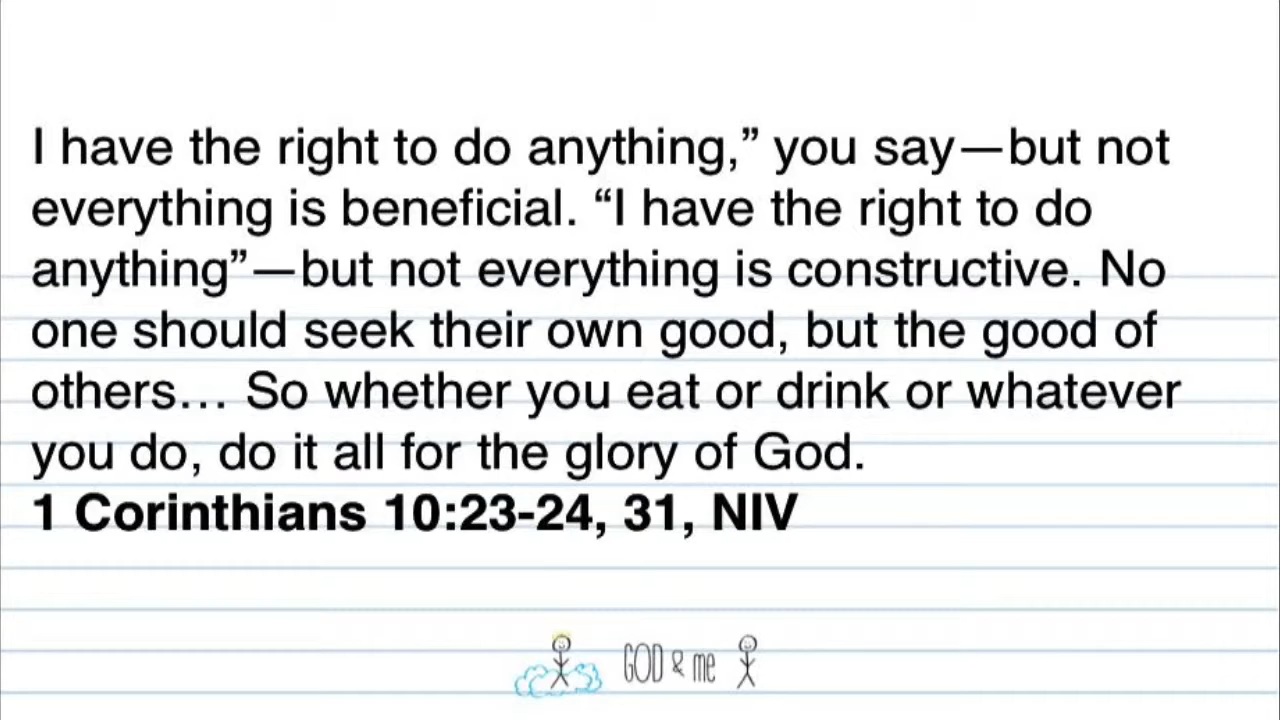 I have the right to do anything,” you say—but not
everything is beneficial. “I have the right to do
anything”—but not everything is constructive. No
one should seek their own good, but the good of
others… So whether you eat or drink or whatever
you do, do it all for the glory of God.
1 Corinthians 10:23-24, 31, NIV
GOD & me